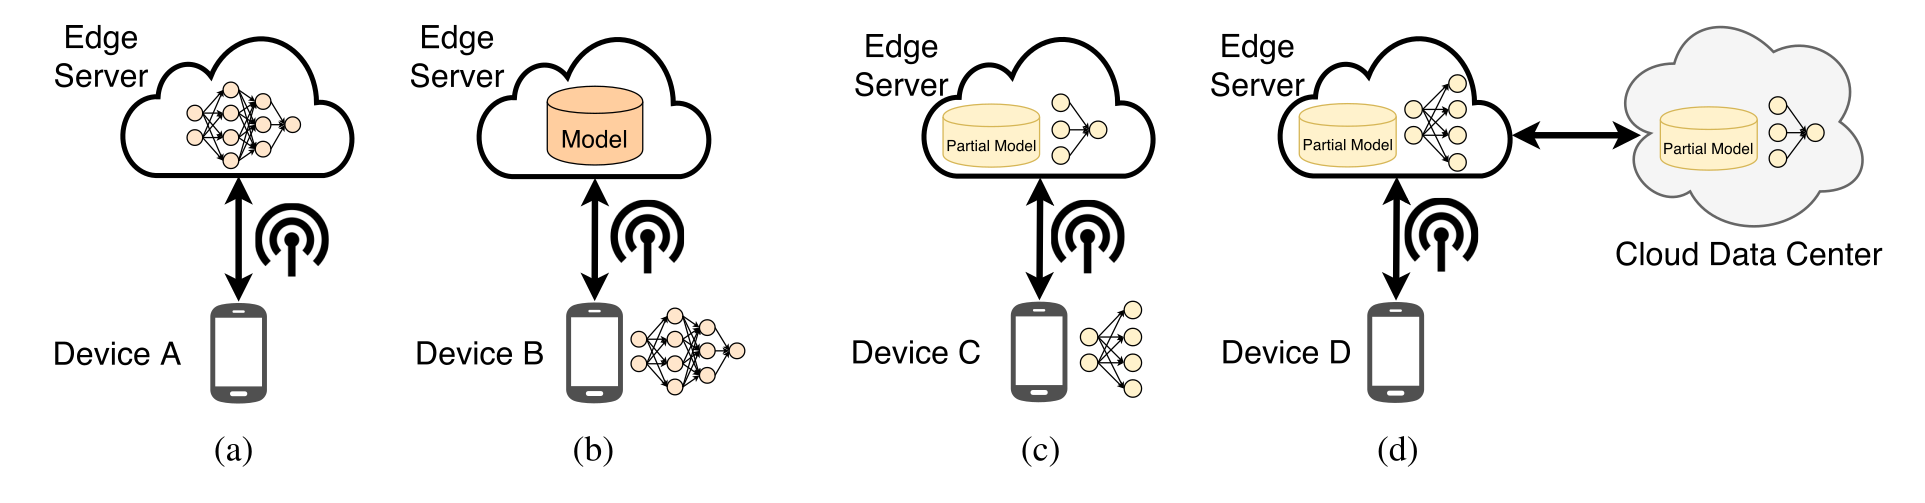 Edge
Server
Device A
(a)
Edge
Server
Model
Device B
(b)
Edge
Server
Partial Model
Device C
(c)
Edge
Server
Partial Model
Device D
(d)
Partial Model
Cloud Data Center